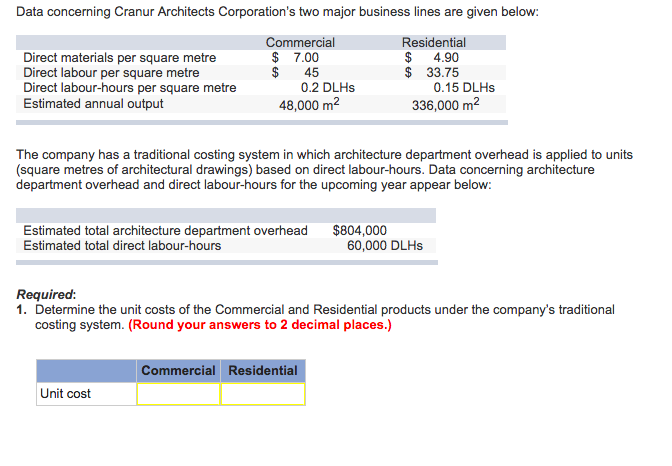 Data concerning Cranur Architects Corporation's two major business lines are given below:
Commercial Residential
Direct materials per square metre $ 7.00 $ 4.90
Direct labour per square metre $ 45 $ 33.75
Direct labour-hours per square metre 0.2 DLHs 0.15 DLHs
Estimated annual output 48,000 m² 336,000 m²
The company has a traditional costing system in which architecture department overhead is applied to units
(square metres of architectural drawings) based on direct labour-hours. Data concerning architecture
department overhead and direct labour-hours for the upcoming year appear below:
Estimated total architecture department overhead $804,000
Estimated total direct labour-hours 60,000 DLHs
Required:
1. Determine the unit costs of the Commercial and Residential products under the company's traditional
costing system. (Round your answers to 2 decimal places.)
Commercial Residential
Unit cost